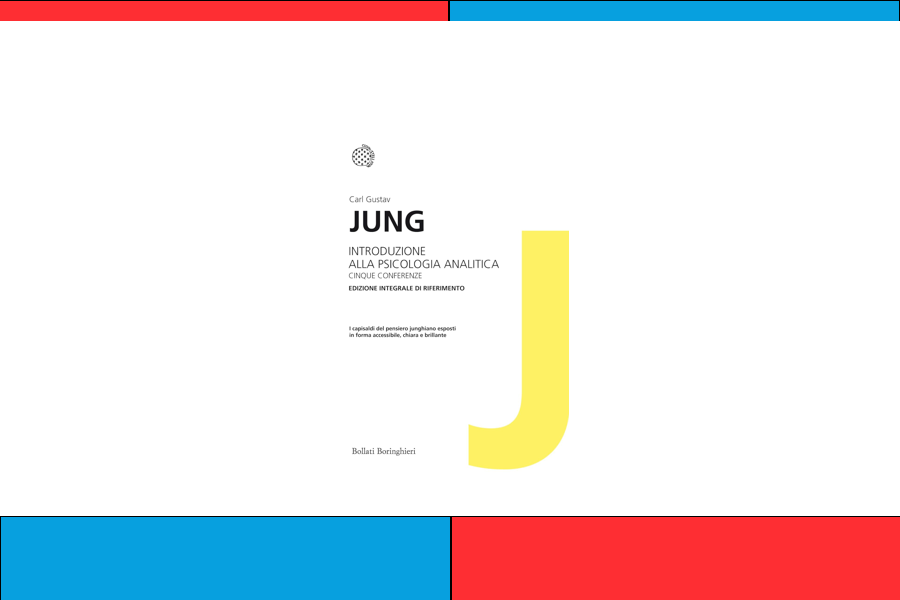 Carl Gustav
JUNG
INTRODUZIONE
ALLA PSICOLOGIA ANALITICA
CINQUE CONFERENZE
EDIZIONE INTEGRALE DI RIFERIMENTO
I capisaldi del pensiero junghiano esposti
in forma accessibile, chiara e brillante
J
Bollati Boringhieri